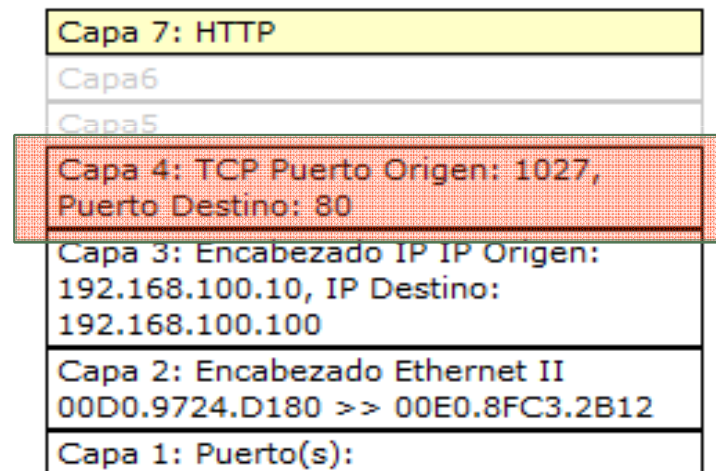 Capa 7: HTTP
Capa6
Capa5
Capa 4: TCP Puerto Origen: 1027,
Puerto Destino: 80
Capa 3: Encabezado IP IP Origen:
192.168.100.10, IP Destino:
192.168.100.100
Capa 2: Encabezado Ethernet II
00D0.9724.D180 >> 00E0.8FC3.2B12
Capa 1: Puerto(s):